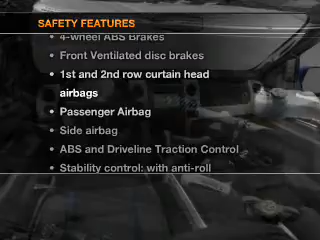 SAFETY FEATURES
• 4-wheel ABS Brakes
• Front Ventilated disc brakes
• 1st and 2nd row curtain head
airbags
• Passenger Airbag
• Side airbag
• ABS and Driveline Traction Control
• Stability control: with anti-roll